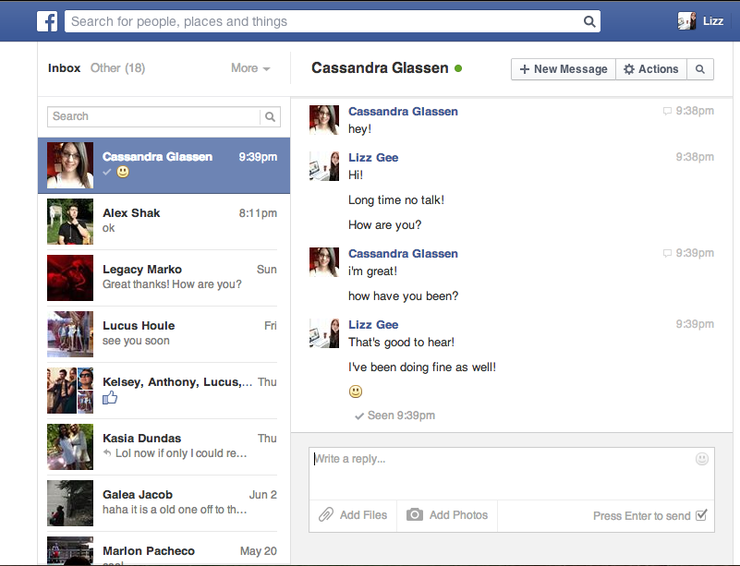 f
Search for people, places and things
Lizz
Inbox Other (18) More
Search
Cassandra Glassen 9:39pm
Alex Shak 8:11pm
ok
Legacy Marko Sun
Great thanks! How are you?
Lucus Houle Fri
see you soon
Kelsey, Anthony, Lucus,... Thu
Kasia Dundas Thu
Lol now if only I could re...
Galea Jacob Jun 2
haha it is a old one off to th...
Marlon Pacheco May 20
Cassandra Glassen
+ New Message Actions
Cassandra Glassen 9:38pm
hey!
Lizz Gee 9:38pm
Hi!
Long time no talk!
How are you?
Cassandra Glassen 9:39pm
i'm great!
how have you been?
Lizz Gee 9:39pm
That's good to hear!
I've been doing fine as well!
Seen 9:39pm
Write a reply...
Add Files Add Photos Press Enter to send